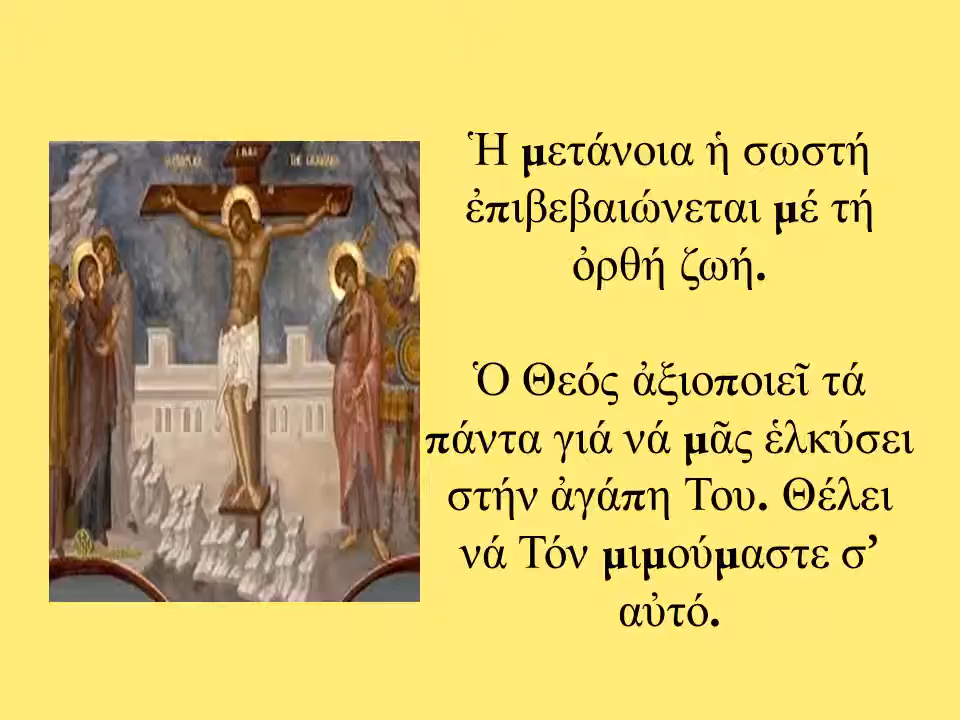 Ἡ μετάνοια ἡ σωστή
ἐπιβεβαιώνεται μέ τή
ὀρθή ζωή.
Ὁ Θεός ἀξιοποιεῖ τά
πάντα γιά νά μᾶς ἑλκύσει
στήν ἀγάπη Του. Θέλει
νά Τόν μιμούμαστε σ’
αὐτό.